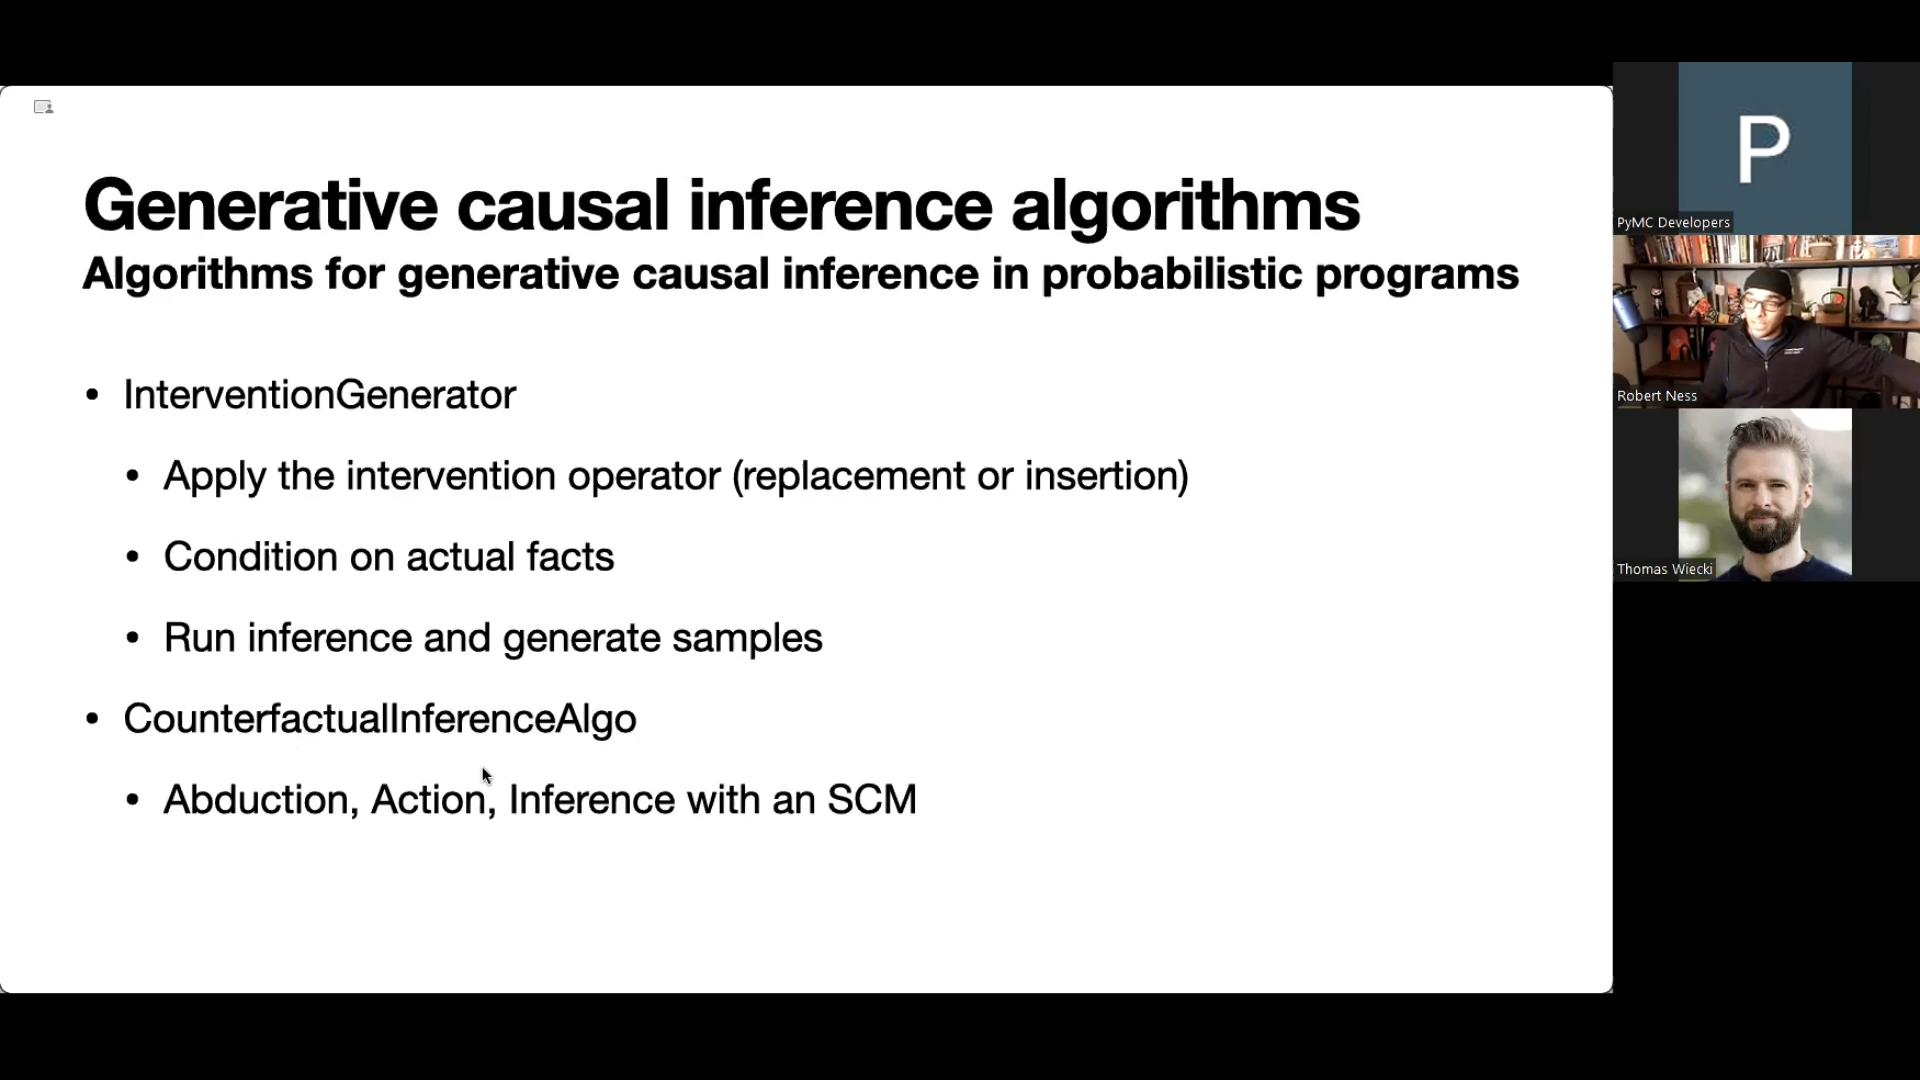 Generative causal inference algorithms
Algorithms for generative causal inference in probabilistic programs
• InterventionGenerator
• Apply the intervention operator (replacement or insertion)
• Condition on actual facts
• Run inference and generate samples
• CounterfactualInferenceAlgo
• Abduction, Action, Inference with an SCM
P
PyMC Developers
Robert Ness
Thomas Wiecki